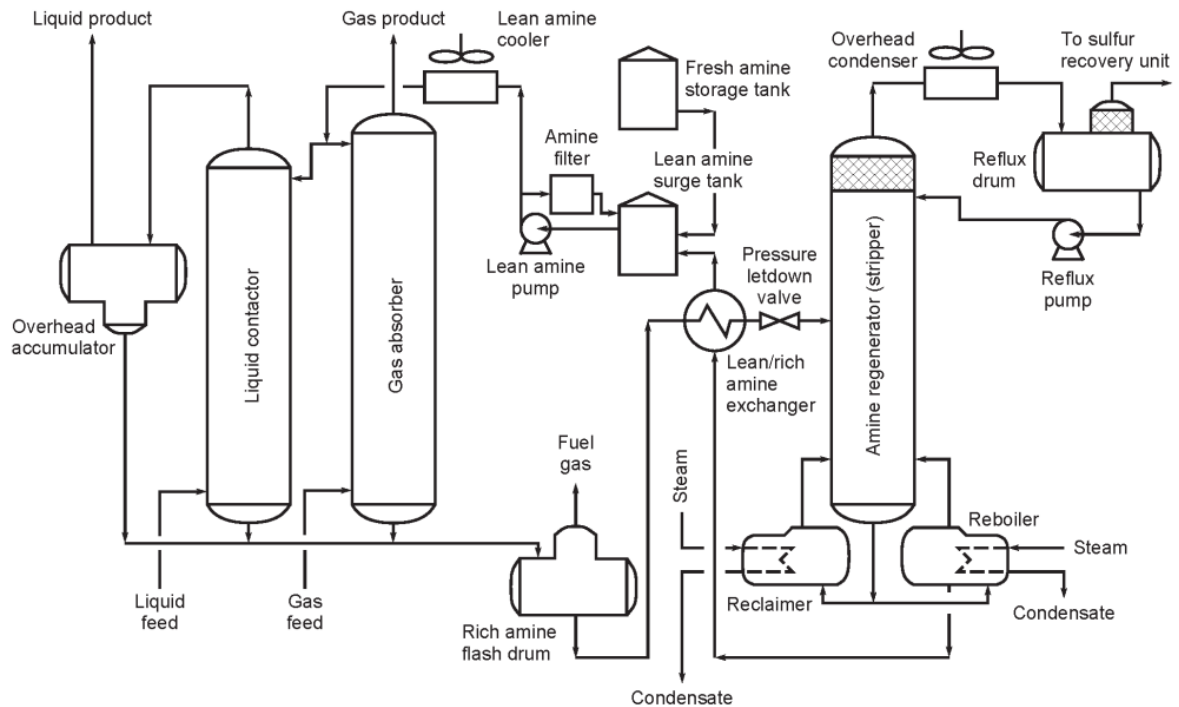 Liquid product
Gas product
Lean amine
cooler
Fresh amine
storage tank
Overhead
condenser
To sulfur
recovery unit
Amine
filter
Lean amine
surge tank
Reflux
drum
Lean amine
pump
Pressure
letdown
valve
Reflux
pump
Overhead
accumulator
Liquid contactor
Gas absorber
Lean/rich
amine
exchanger
Amine regenerator (stripper)
Fuel
gas
Steam
Reboiler
Steam
Liquid
feed
Gas
feed
Rich amine
flash drum
Reclaimer
Condensate
Condensate